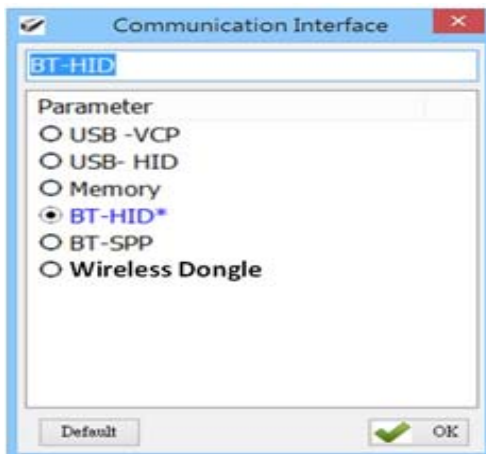 Communication Interface
BT-HID
Parameter
USB -VCP
USB- HID
Memory
BT-HID*
BT-SPP
Wireless Dongle
Default
OK